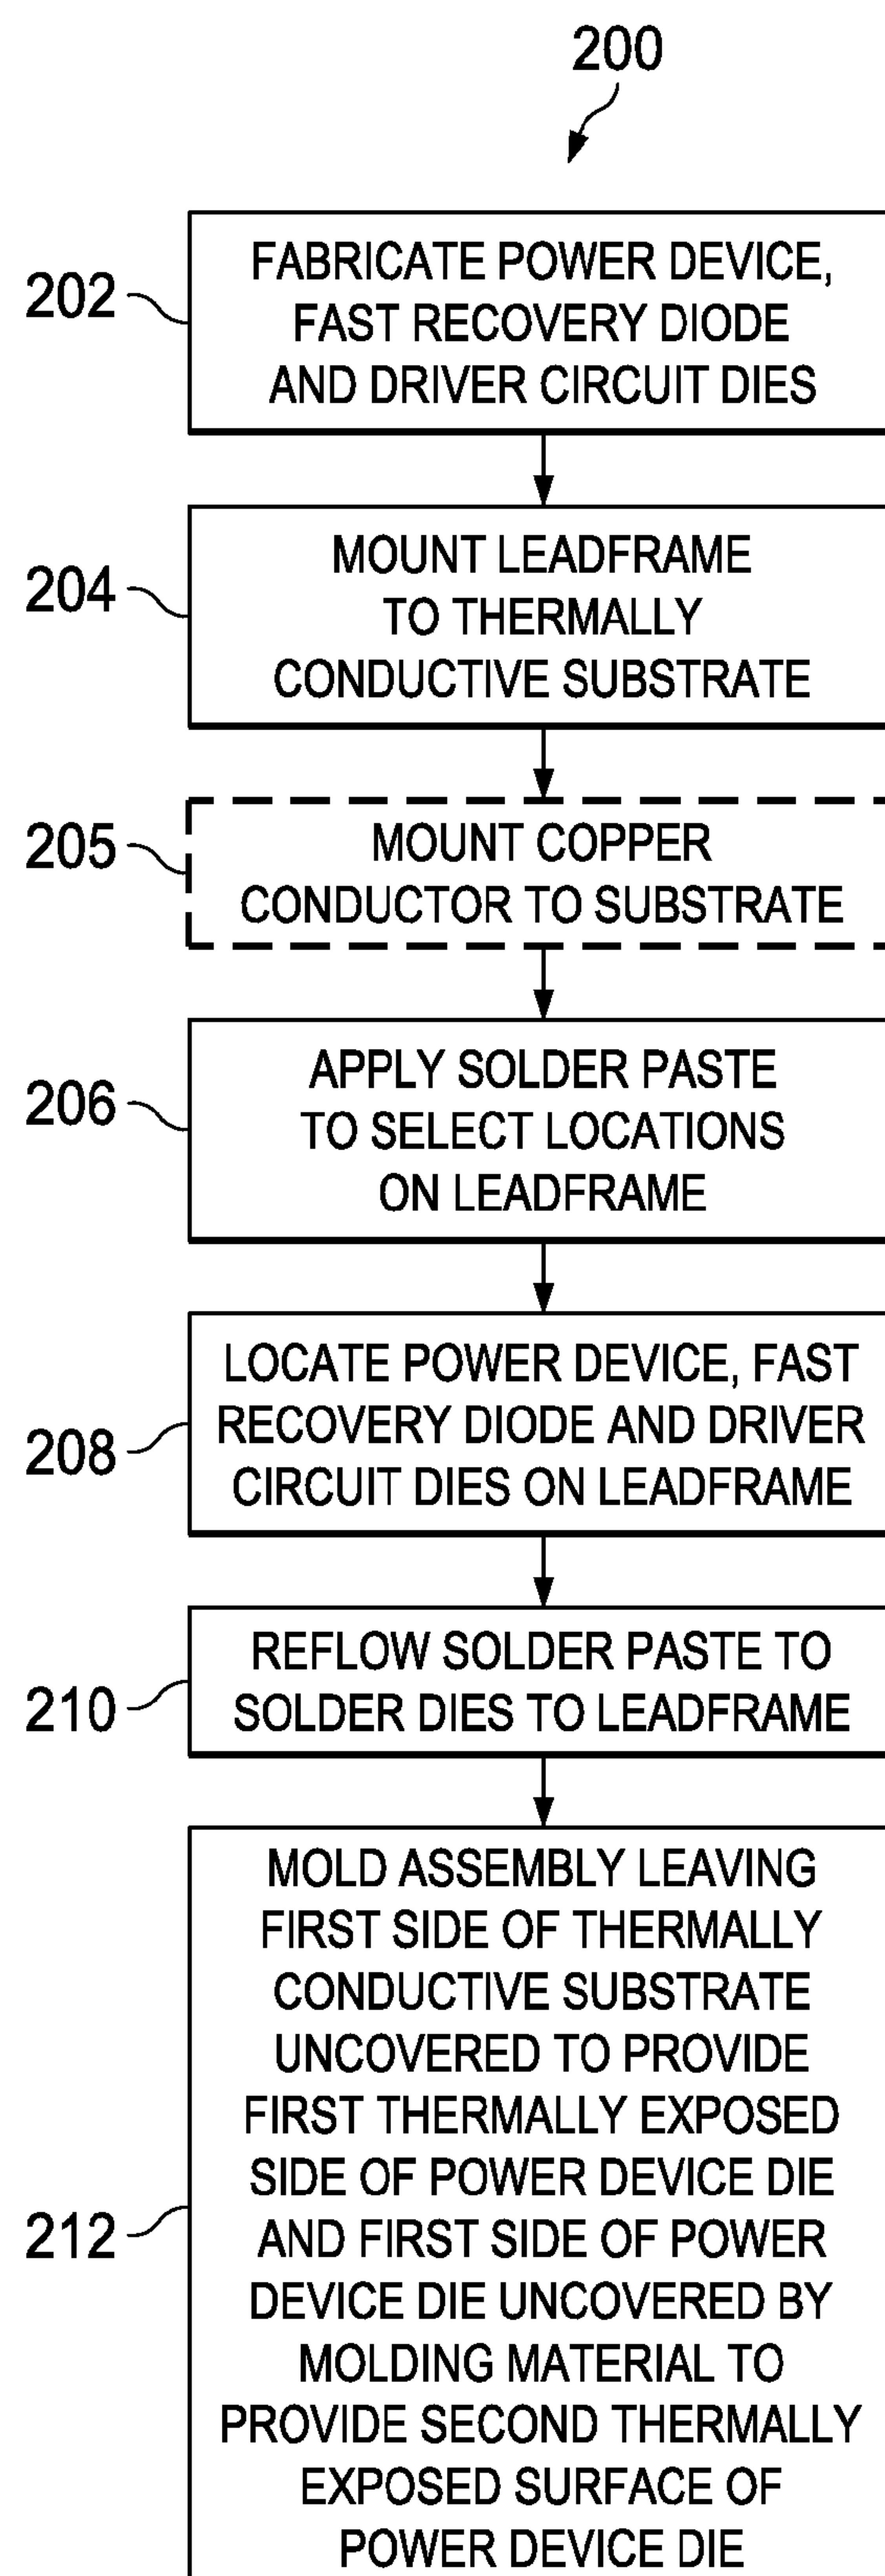 200
202
FABRICATE POWER DEVICE,
FAST RECOVERY DIODE
AND DRIVER CIRCUIT DIES
204
MOUNT LEADFRAME
TO THERMALLY
CONDUCTIVE SUBSTRATE
205
MOUNT COPPER
CONDUCTOR TO SUBSTRATE
206
APPLY SOLDER PASTE
TO SELECT LOCATIONS
ON LEADFRAME
208
LOCATE POWER DEVICE, FAST
RECOVERY DIODE AND DRIVER
CIRCUIT DIES ON LEADFRAME
210
REFLOW SOLDER PASTE TO
SOLDER DIES TO LEADFRAME
212
MOLD ASSEMBLY LEAVING
FIRST SIDE OF THERMALLY
CONDUCTIVE SUBSTRATE
UNCOVERED TO PROVIDE
FIRST THERMALLY EXPOSED
SIDE OF POWER DEVICE DIE
AND FIRST SIDE OF POWER
DEVICE DIE UNCOVERED BY
MOLDING MATERIAL TO
PROVIDE SECOND THERMALLY
EXPOSED SURFACE OF
POWER DEVICE DIE